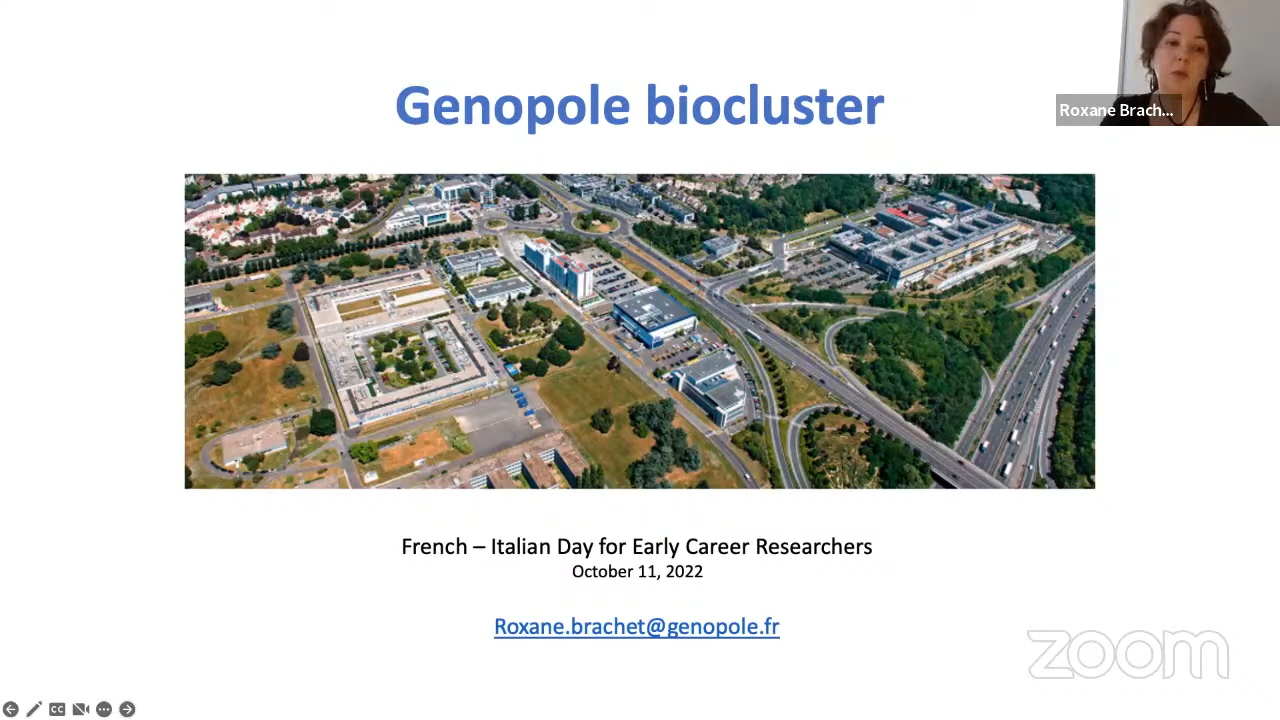 Genopole biocluster
Roxane Brach...
French – Italian Day for Early Career Researchers
October 11, 2022
Roxane.brachet@genopole.fr
zoom
CC